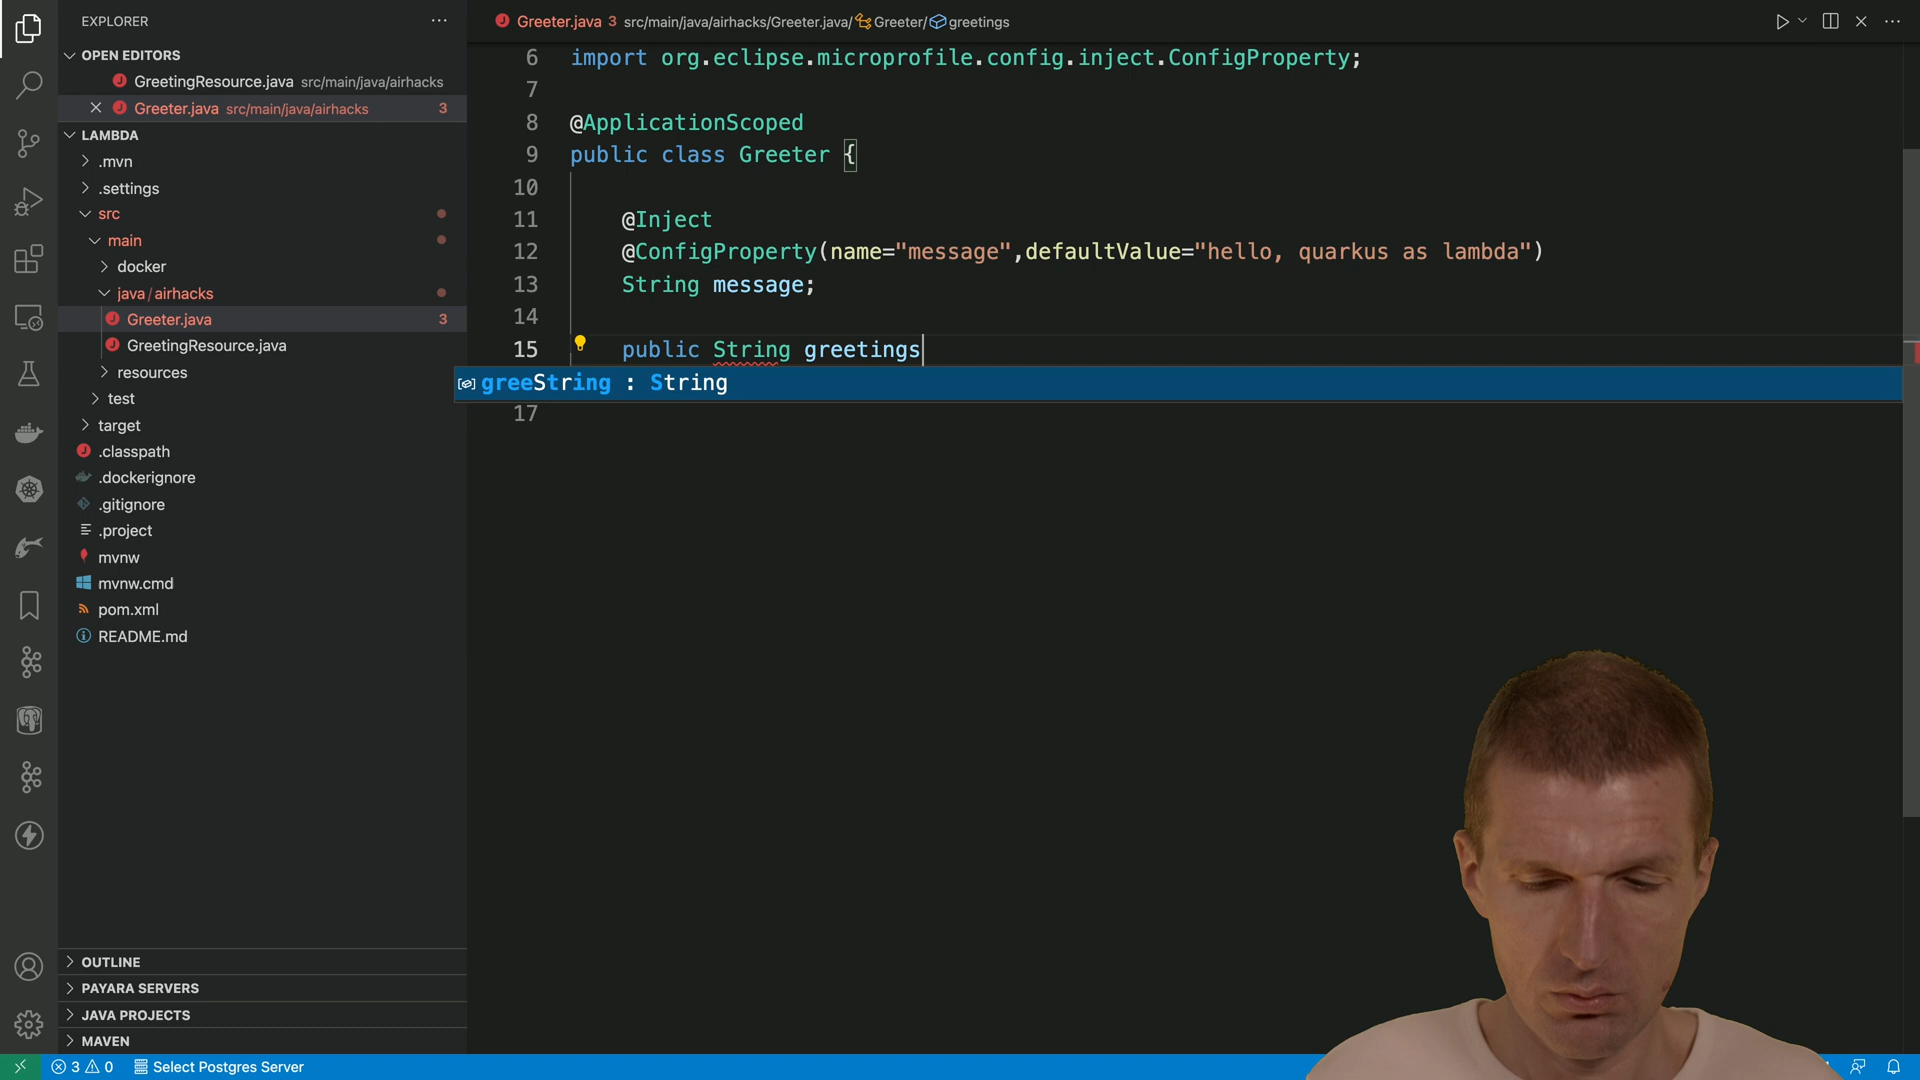 EXPLORER
OPEN EDITORS
GreetingResource.java src/main/java/airhacks
Greeter.java src/main/java/airhacks 3
LAMBDA
.mvn
.settings
src
main
docker
java/airhacks
Greeter.java 3
GreetingResource.java
resources
test
target
.classpath
.dockerignore
.gitignore
.project
mvnw
mvnw.cmd
pom.xml
README.md
OUTLINE
PAYARA SERVERS
JAVA PROJECTS
MAVEN
Greeter.java 3 src/main/java/airhacks/Greeter.java/Greeter/greetings
6 import org.eclipse.microprofile.config.inject.ConfigProperty;
7
8 @ApplicationScoped
9 public class Greeter {
10
11 @Inject
12 @ConfigProperty(name="message",defaultValue="hello, quarkus as lambda")
13 String message;
14
15 public String greetings
greeString : String
17
3 0 Select Postgres Server